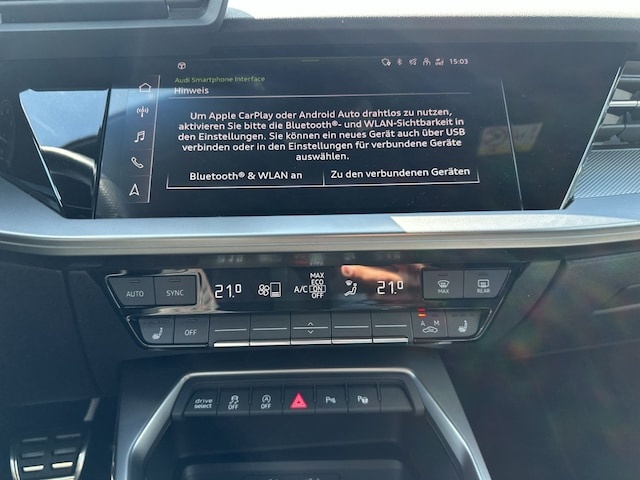 15:03
Audi Smartphone Interface
Hinweis
Um Apple CarPlay oder Android Auto drahtlos zu nutzen,
aktivieren Sie bitte die Bluetooth®- und WLAN-Sichtbarkeit in
den Einstellungen. Sie können ein neues Gerät auch über USB
verbinden oder in den Einstellungen für verbundene Geräte
auswählen.
Bluetooth® & WLAN an
Zu den verbundenen Geräten
AUTO
SYNC
21.0
A/C
MAX
ECO
ON
OFF
21.0
MAX
REAR
OFF
A M
drive
select
OFF
OFF